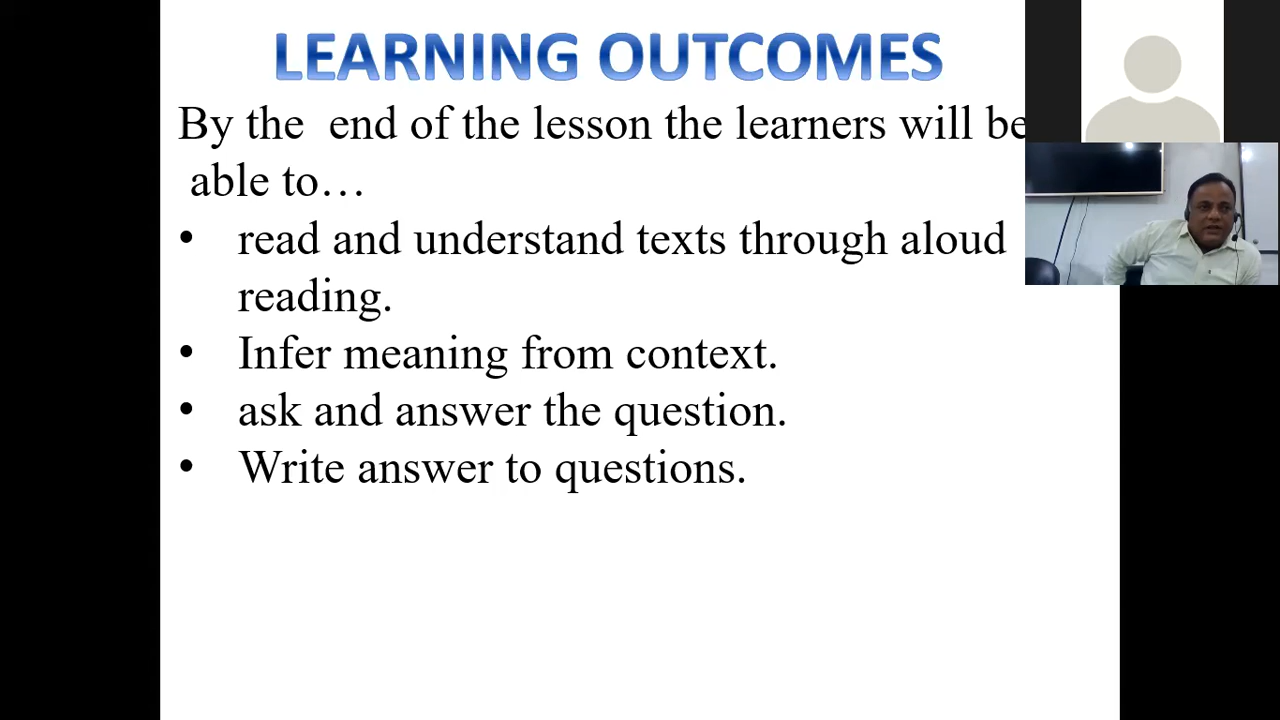 LEARNING OUTCOMES
By the end of the lesson the learners will be
able to…
• read and understand texts through aloud
reading.
• Infer meaning from context.
• ask and answer the question.
• Write answer to questions.